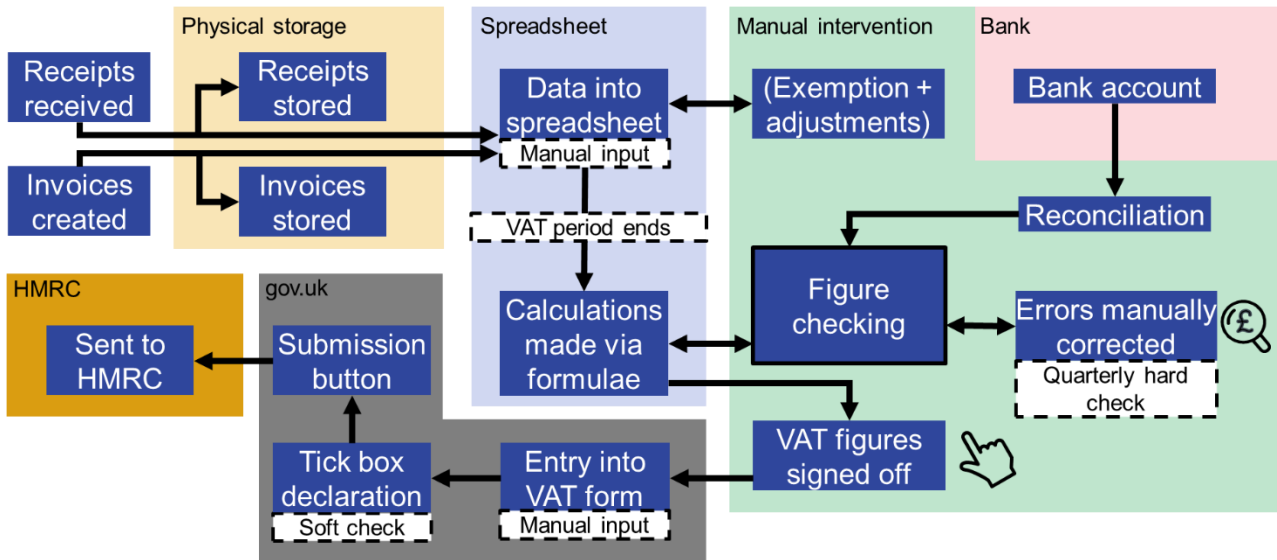 Physical storage
Spreadsheet
Manual intervention
Bank
Receipts
received
Receipts
stored
Data into
spreadsheet
Manual input
(Exemption +
adjustments)
Bank account
Invoices
created
Invoices
stored
Reconciliation
VAT period ends
HMRC
gov.uk
Sent to
HMRC
Submission
button
Calculations
made via
formulae
Figure
checking
Errors manually
corrected
£
Quarterly hard
check
Tick box
declaration
Soft check
Entry into
VAT form
Manual input
VAT figures
signed off